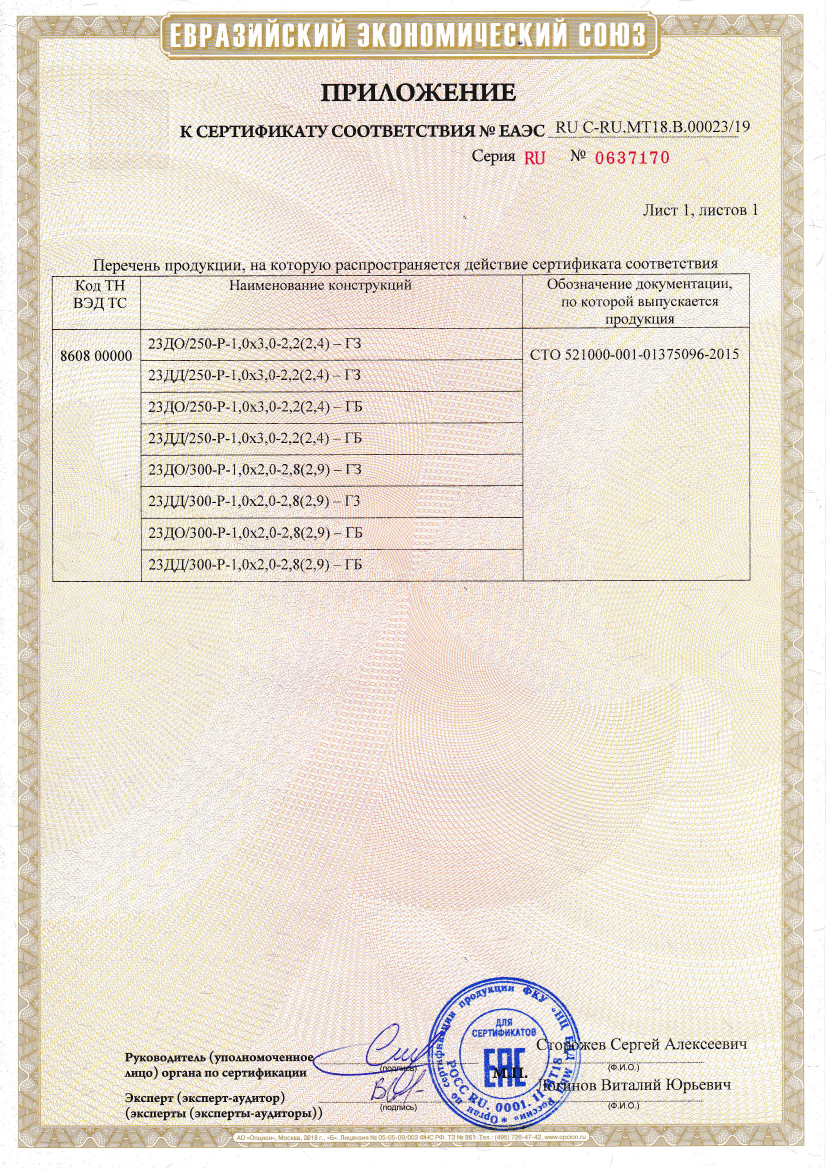 ЕВРАЗИЙСКИЙ ЭКОНОМИЧЕСКИЙ СОЮЗ
ПРИЛОЖЕНИЕ
К СЕРТИФИКАТУ СООТВЕТСТВИЯ № ЕАЭС RU C-RU.MT18.B.00023/19
Серия RU № 0637170
Лист 1, листов 1
Перечень продукции, на которую распространяется действие сертификата соответствия
Код ТН
ВЭД ТС
Наименование конструкций
Обозначение документации,
по которой выпускается
продукция
8608 00000
23ДО/250-Р-1,0х3,0-2,2(2,4) – ГЗ
23ДД/250-Р-1,0х3,0-2,2(2,4) – ГЗ
23ДО/250-Р-1,0х3,0-2,2(2,4) – ГБ
23ДД/250-Р-1,0х3,0-2,2(2,4) – ГБ
23ДО/300-Р-1,0х2,0-2,8(2,9) – ГЗ
23ДД/300-Р-1,0х2,0-2,8(2,9) – ГЗ
23ДО/300-Р-1,0х2,0-2,8(2,9) – ГБ
23ДД/300-Р-1,0х2,0-2,8(2,9) – ГБ
СТО 521000-001-01375096-2015
Руководитель (уполномоченное
лицо) органа по сертификации
(подпись)
Сторожев Сергей Алексеевич
(Ф.И.О.)
М.П.
Эксперт (эксперт-аудитор)
(эксперты (эксперты-аудиторы))
(подпись)
Логинов Виталий Юрьевич
(Ф.И.О.)
Орган по сертификации продукции ФКУ «НЦ БДД МВД России»
РОСС RU. 0001. 11МТ18
ДЛЯ
СЕРТИФИКАТОВ
ЕАС
АО «Опцион», Москва, 2018 г., «Б». Лицензия № 05-05-09/003 ФНС РФ. ТЗ № 861. Тел.: (495) 726-47-42, www.opcion.ru